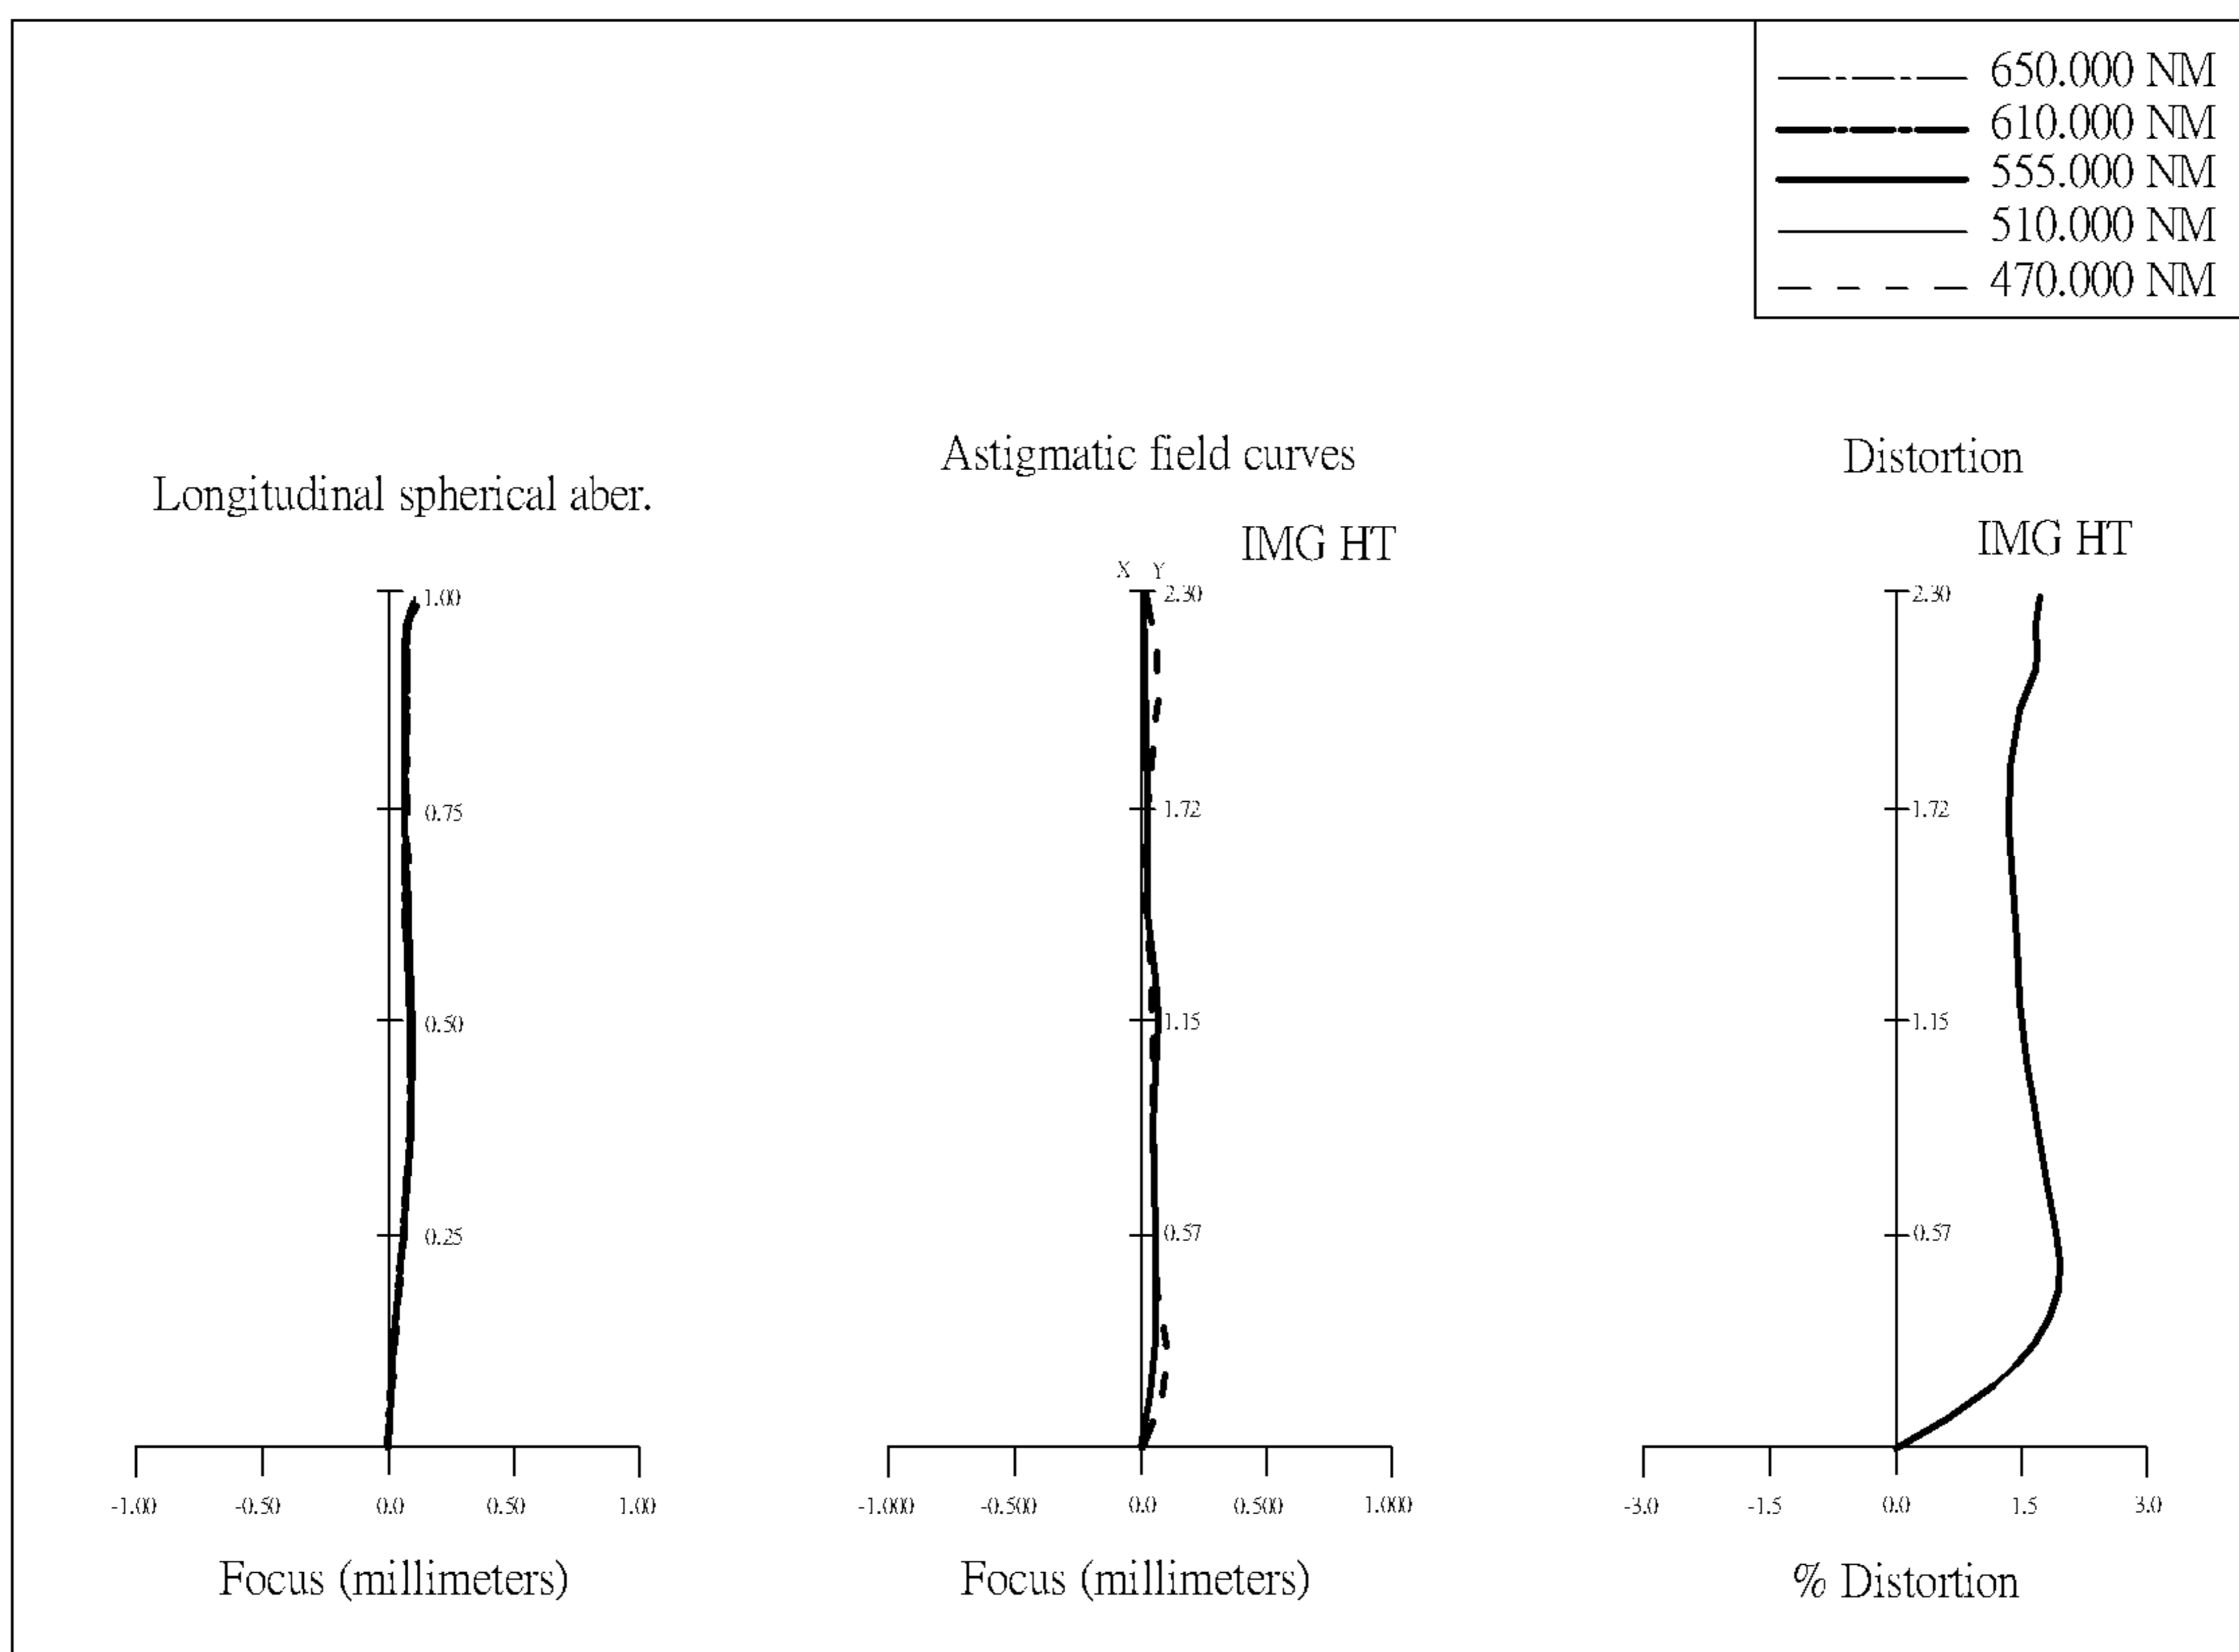 650.000 NM
610.000 NM
555.000 NM
510.000 NM
470.000 NM
Longitudinal spherical aber.
1.00
0.75
0.50
0.25
-1.00 -0.50 0.0 0.50 1.00
Focus (millimeters)
Astigmatic field curves
IMG HT
X Y
2.30
1.72
1.15
0.57
-1.000 -0.500 0.0 0.500 1.000
Focus (millimeters)
Distortion
IMG HT
2.30
1.72
1.15
0.57
-3.0 -1.5 0.0 1.5 3.0
% Distortion